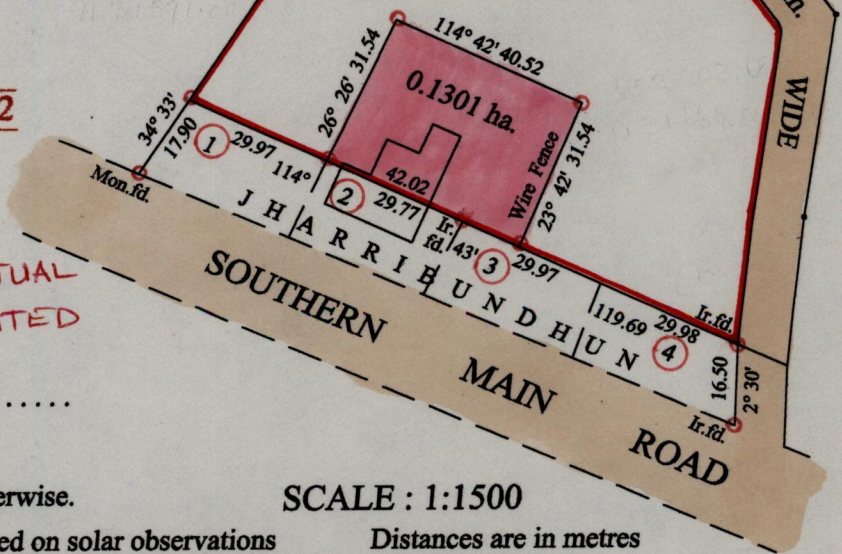 114° 42' 40.52
26° 26' 31.54
0.1301 ha.
Wire Fence
23° 42' 31.54
WIDE
2
34° 33'
17.90
Mon.fd.
1
29.97
114°
2
42.02
29.77
Ir.
fd.
43'
3
29.97
119.69
29.98
4
Ir.fd.
16.50
2° 30'
Ir.fd.
JHARRIBUNDHUN
SOUTHERN MAIN ROAD
TUAL
TED
.....
SCALE : 1:1500
erwise.
ed on solar observations
Distances are in metres